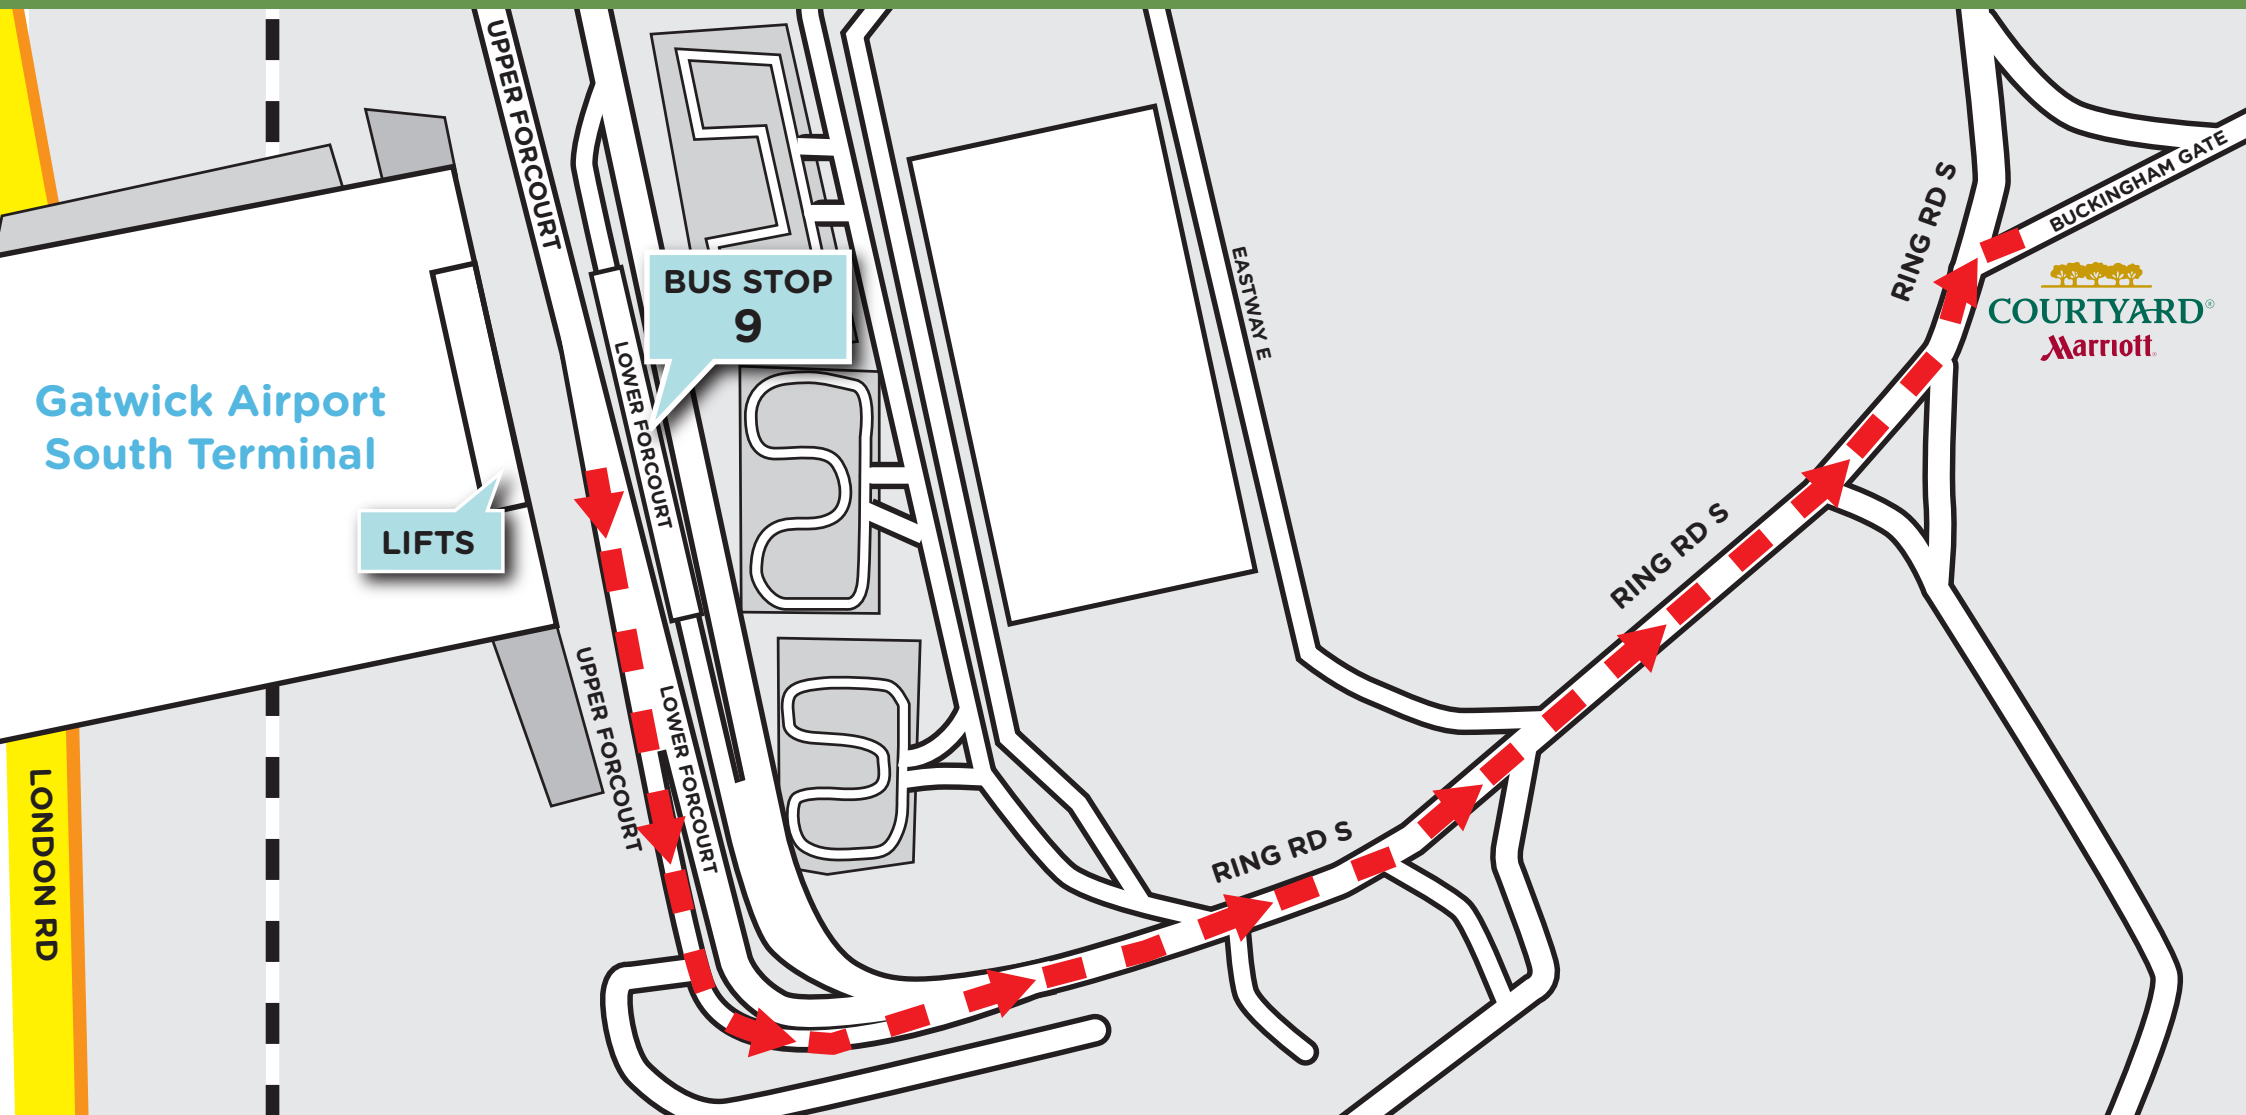 UPPER FORCOURT
BUS STOP
9
LOWER FORCOURT
EASTWAY E
RING RD S
BUCKINGHAM GATE
COURTYARD®
Marriott
Gatwick Airport
South Terminal
LIFTS
RING RD S
UPPER FORCOURT
LOWER FORCOURT
LONDON RD
RING RD S